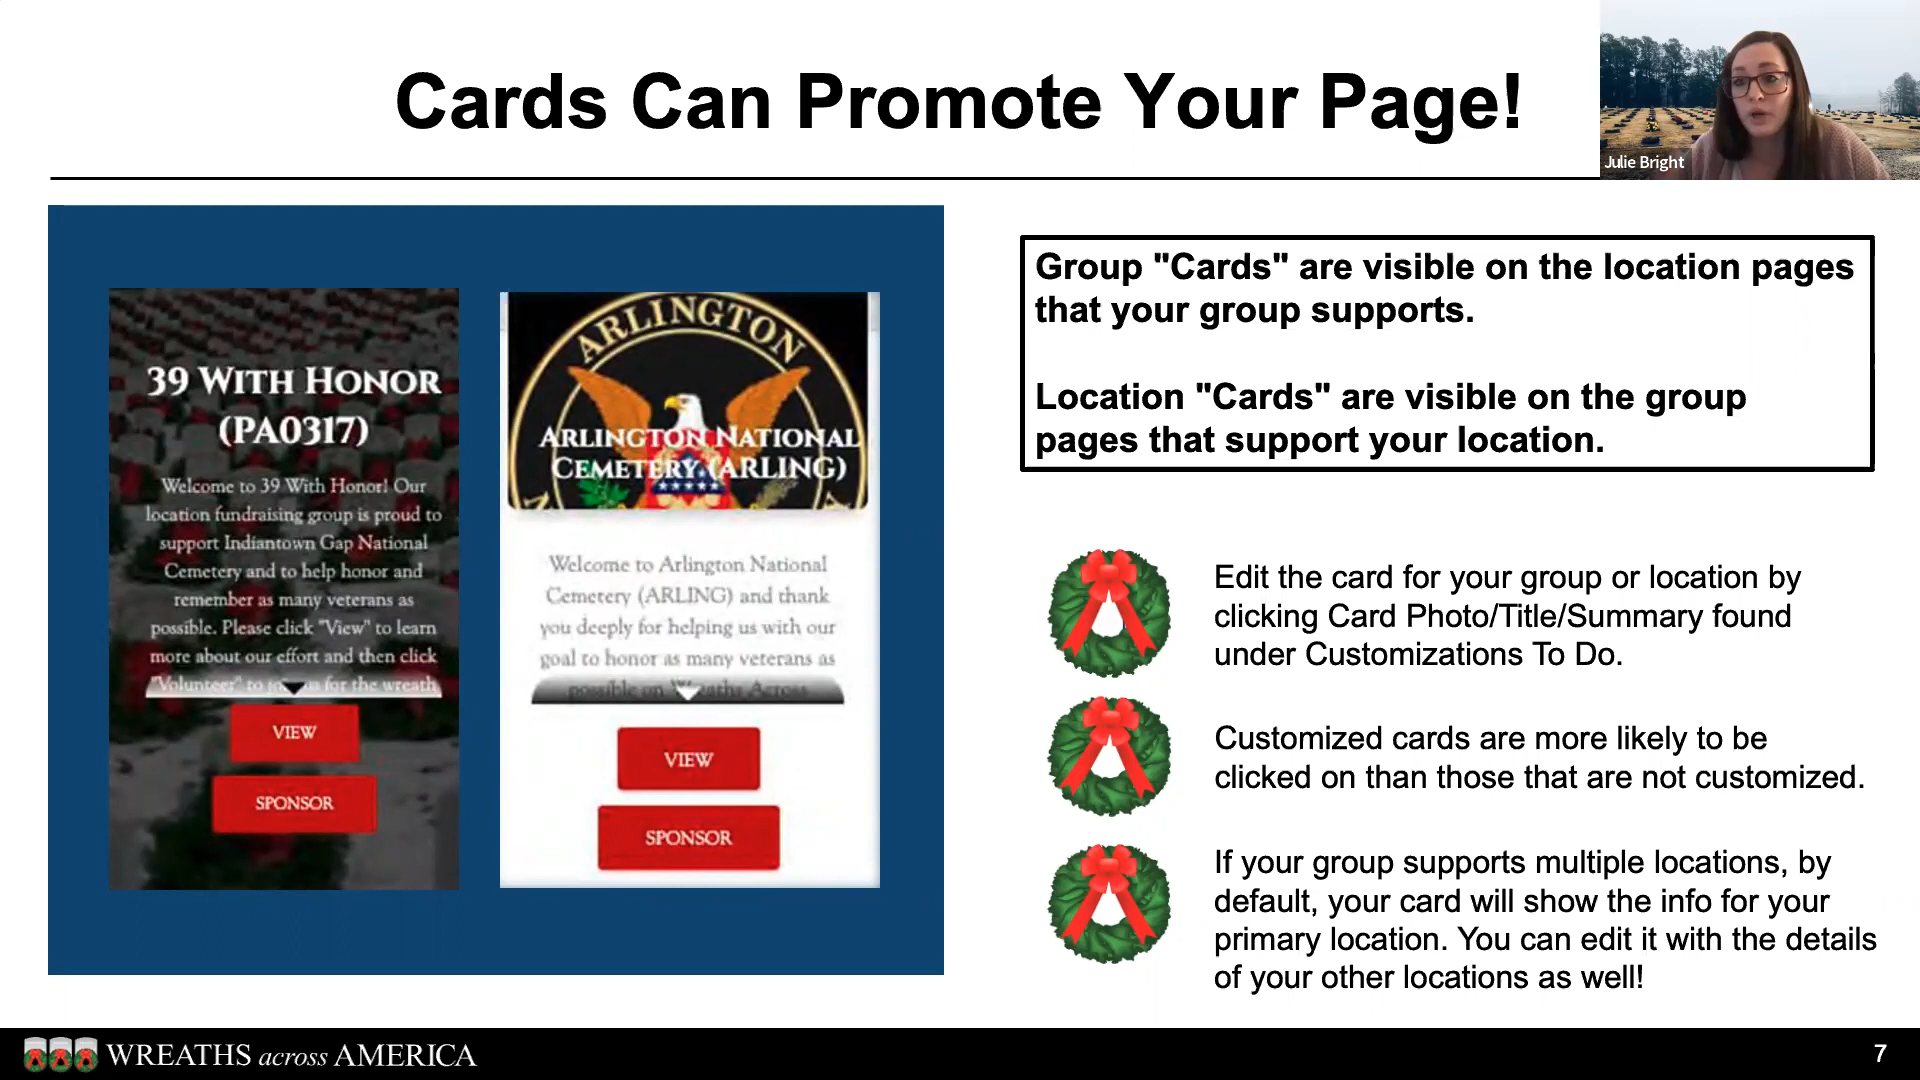 Cards Can Promote Your Page!
Julie Bright
39 WITH HONOR
(PA0317)
Welcome to 39 With Honor! Our
location fundraising group is proud to
support Indiantown Gap National
Cemetery and to help honor and
remember as many veterans as
possible. Please click "View" to learn
more about our effort and then click
"Volunteer" to join us for the wreath
VIEW
SPONSOR
ARLINGTON
ARLINGTON NATIONAL
CEMETERY (ARLING)
Welcome to Arlington National
Cemetery (ARLING) and thank
you deeply for helping us with our
goal to honor as many veterans as
possible on Wreaths Across
VIEW
SPONSOR
Group "Cards" are visible on the location pages
that your group supports.
Location "Cards" are visible on the group
pages that support your location.
Edit the card for your group or location by
clicking Card Photo/Title/Summary found
under Customizations To Do.
Customized cards are more likely to be
clicked on than those that are not customized.
If your group supports multiple locations, by
default, your card will show the info for your
primary location. You can edit it with the details
of your other locations as well!
WREATHS across AMERICA
7